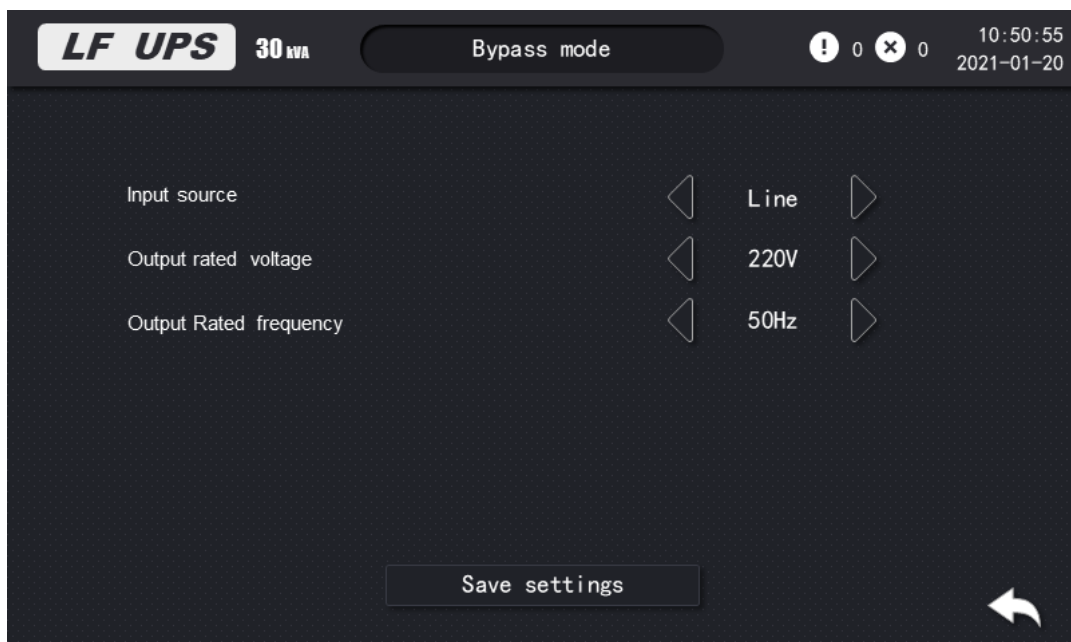 LF UPS 30 kVA Bypass mode ! 0 × 0 10:50:55
2021-01-20
Input source Line
Output rated voltage 220V
Output Rated frequency 50Hz
Save settings